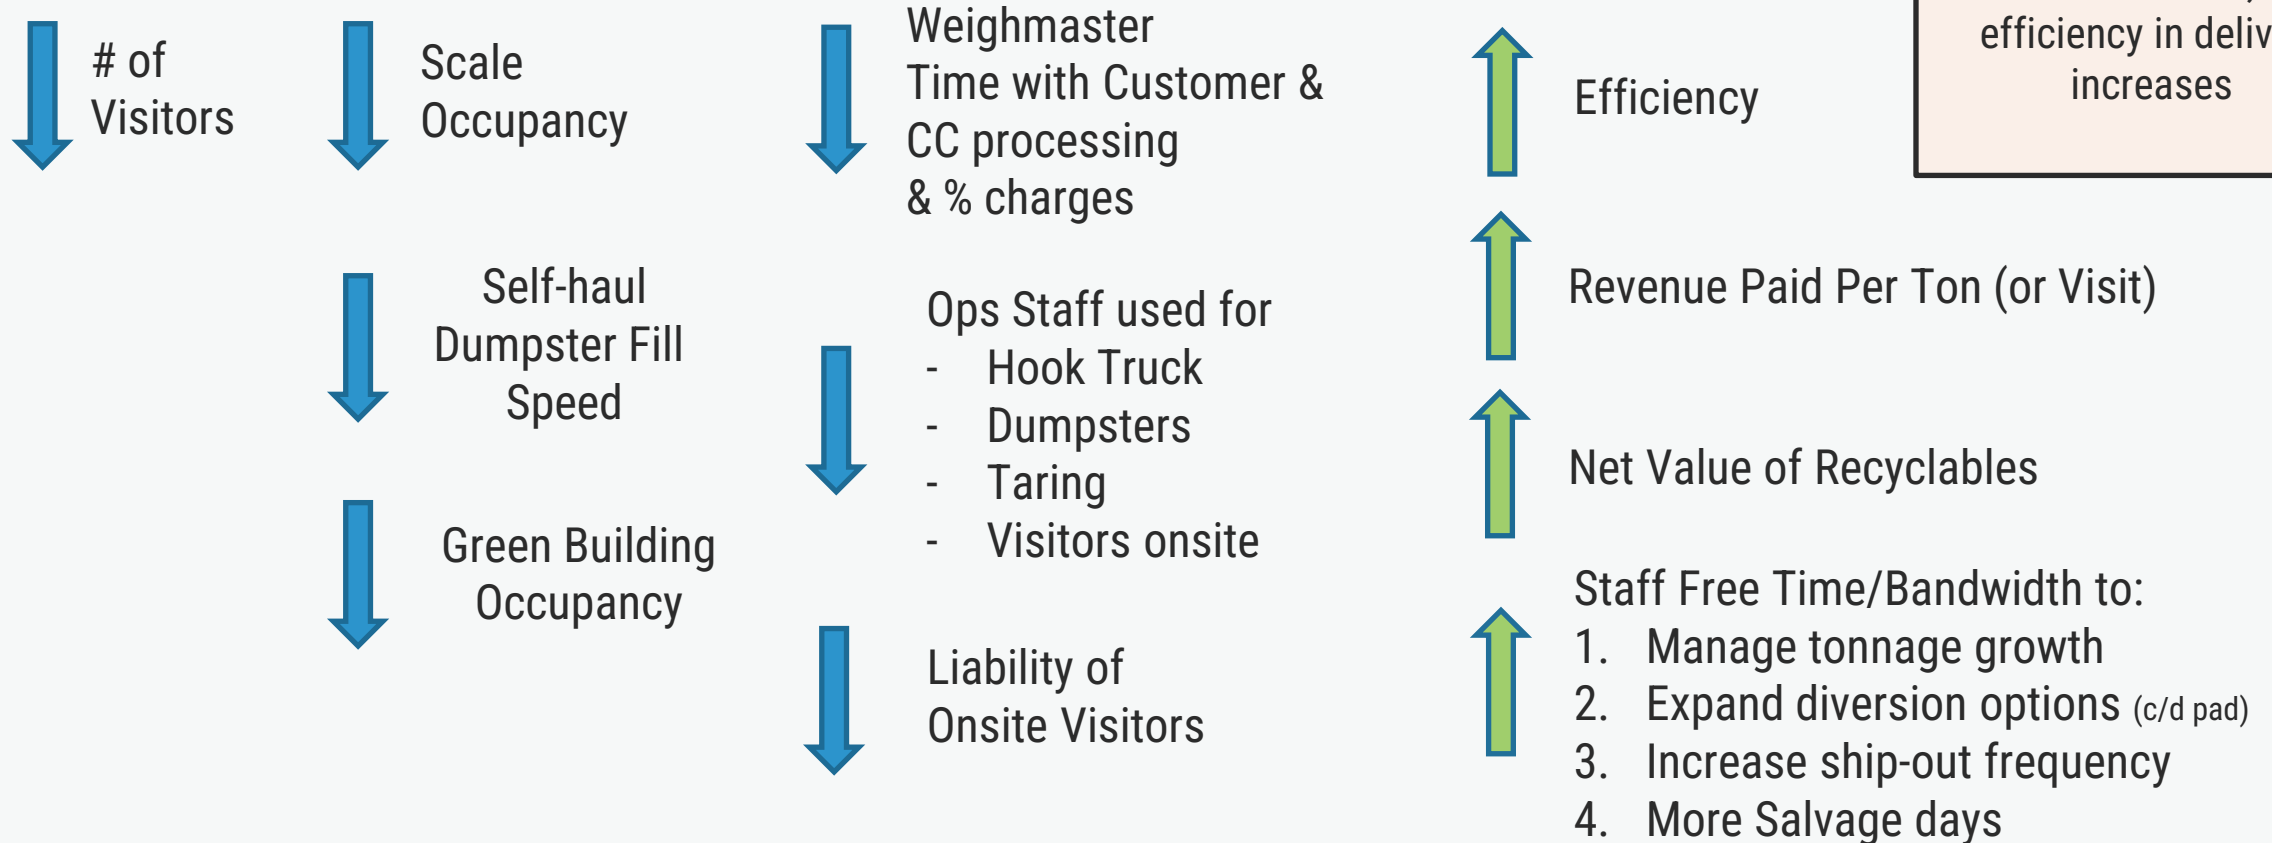 # of
Visitors
Scale
Occupancy
Self-haul
Dumpster Fill
Speed
Green Building
Occupancy
Weighmaster
Time with Customer &
CC processing
& % charges
Ops Staff used for
- Hook Truck
- Dumpsters
- Taring
- Visitors onsite
Liability of
Onsite Visitors
Efficiency
Revenue Paid Per Ton (or Visit)
Net Value of Recyclables
Staff Free Time/Bandwidth to:
1. Manage tonnage growth
2. Expand diversion options (c/d pad)
3. Increase ship-out frequency
4. More Salvage days
efficiency in deliv
increases